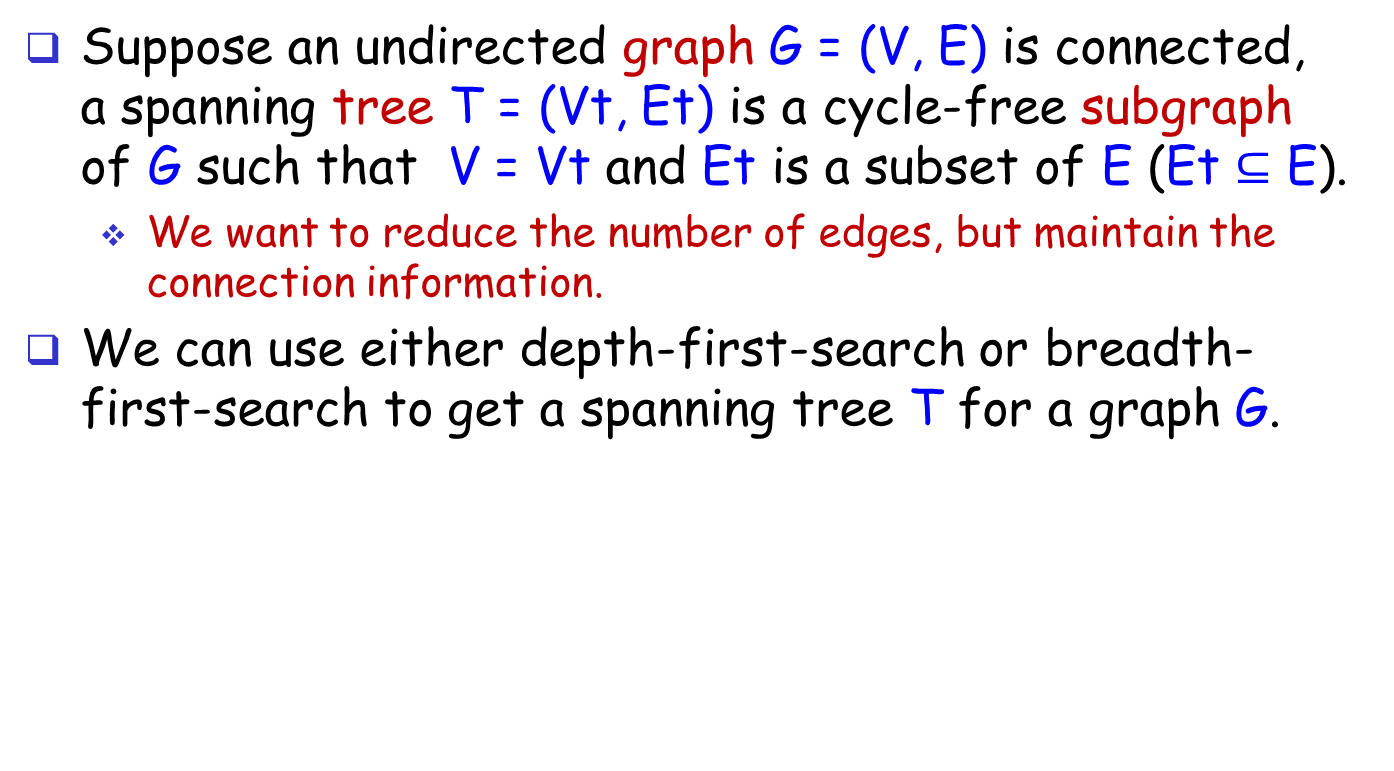 Suppose an undirected graph G = (V, E) is connected,
a spanning tree T = (Vt, Et) is a cycle-free subgraph
of G such that V = Vt and Et is a subset of E (Et ⊆ E).
We want to reduce the number of edges, but maintain the
connection information.
We can use either depth-first-search or breadth-
first-search to get a spanning tree T for a graph G.